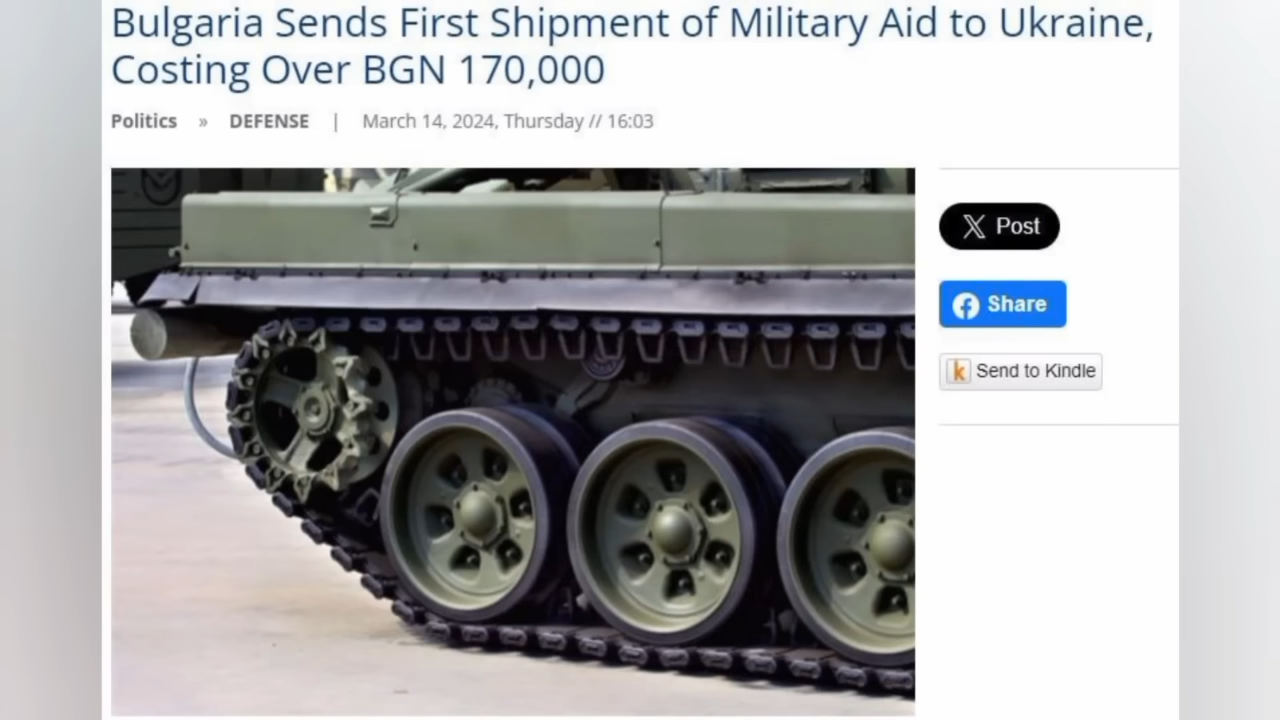 Bulgaria Sends First Shipment of Military Aid to Ukraine,
Costing Over BGN 170,000
Politics » DEFENSE | March 14, 2024, Thursday // 16:03
Post
Share
Send to Kindle